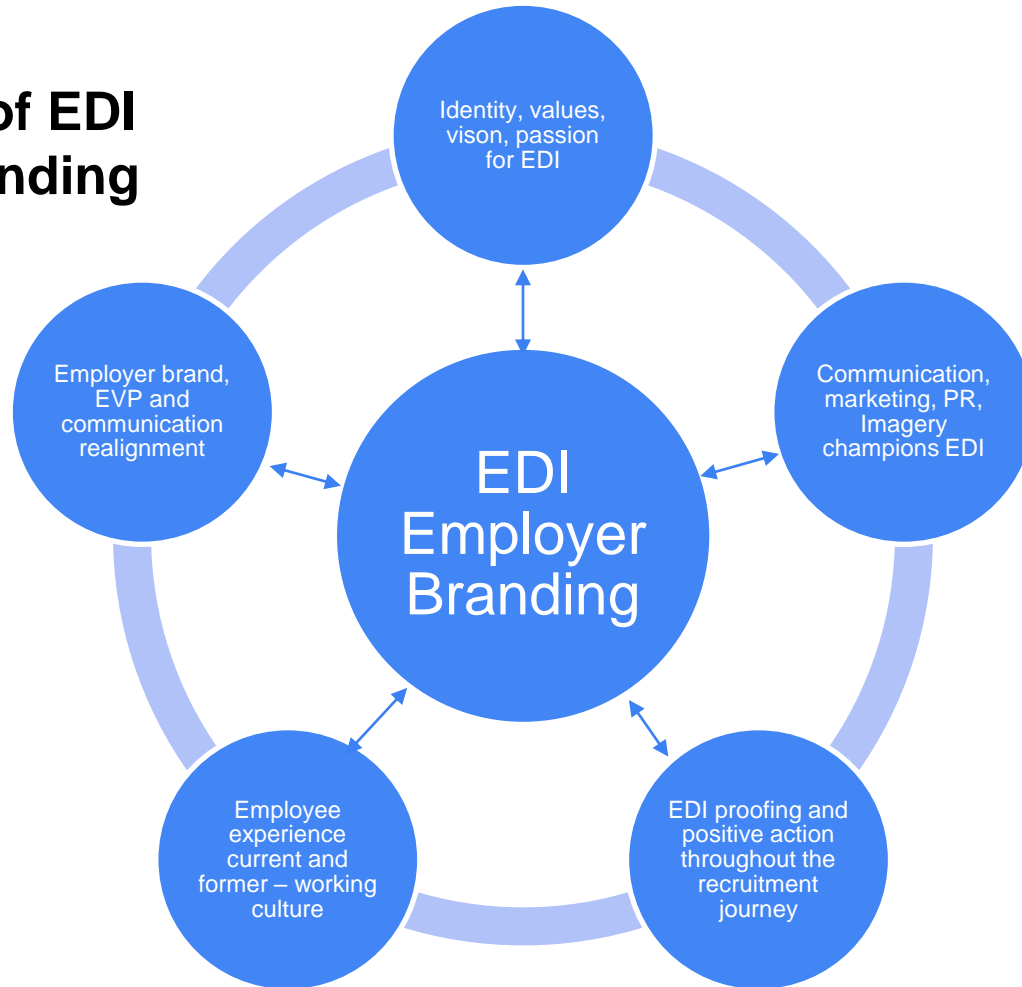 of EDI
nding
Identity, values,
vison, passion
for EDI
Communication,
marketing, PR,
Imagery
champions EDI
EDI proofing and
positive action
throughout the
recruitment
journey
Employee
experience
current and
former – working
culture
Employer brand,
EVP and
communication
realignment
EDI
Employer
Branding